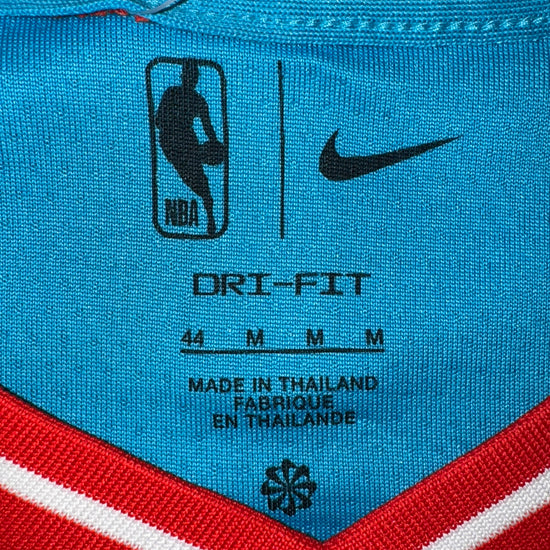 NBA
DRI-FIT
44 M M M
MADE IN THAILAND
FABRIQUE
EN THAILANDE